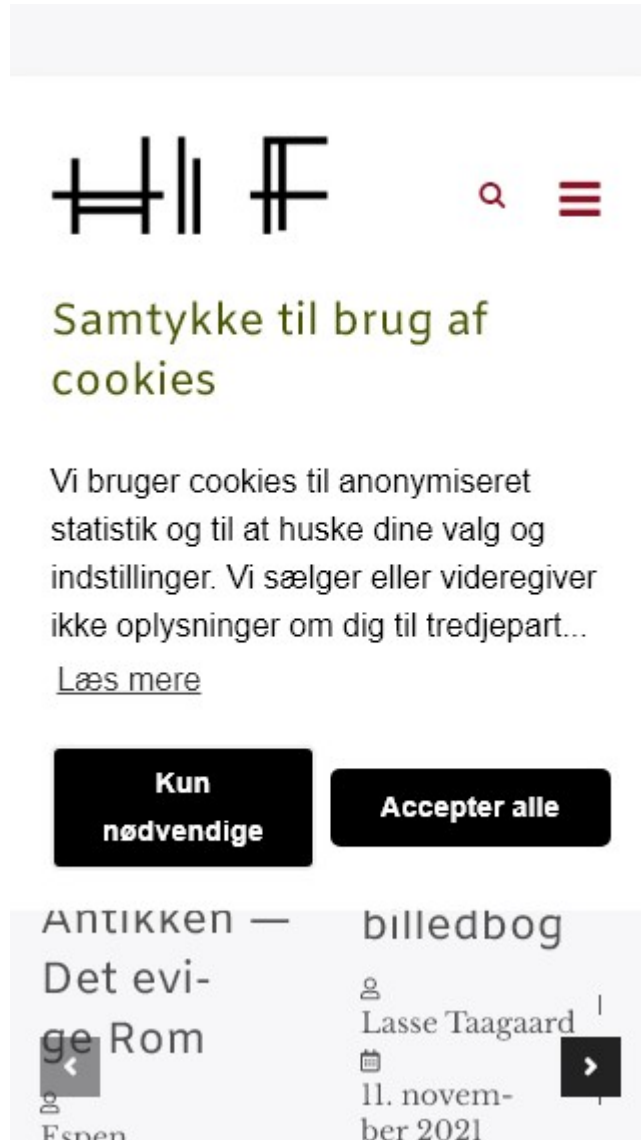 HIF
Samtykke til brug af
cookies
Vi bruger cookies til anonymiseret
statistik og til at huske dine valg og
indstillinger. Vi sælger eller videregiver
ikke oplysninger om dig til tredjepart...
Læs mere
Kun
nødvendige
Accepter alle
Antikken —
Det evi-
ge Rom
Espen
billedbog
Lasse Taagaard
11. novem-
ber 2021